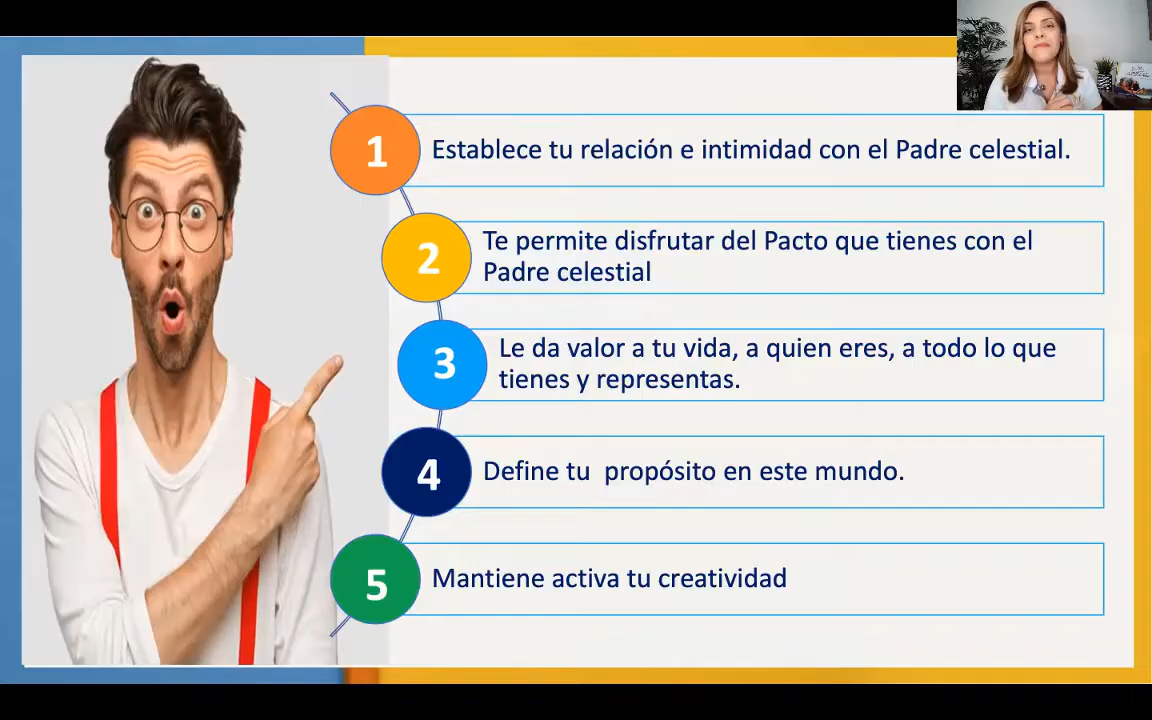 1
Establece tu relación e intimidad con el Padre celestial.
2
Te permite disfrutar del Pacto que tienes con el
Padre celestial
3
Le da valor a tu vida, a quien eres, a todo lo que
tienes y representas.
4
Define tu  propósito en este mundo.
5
Mantiene activa tu creatividad